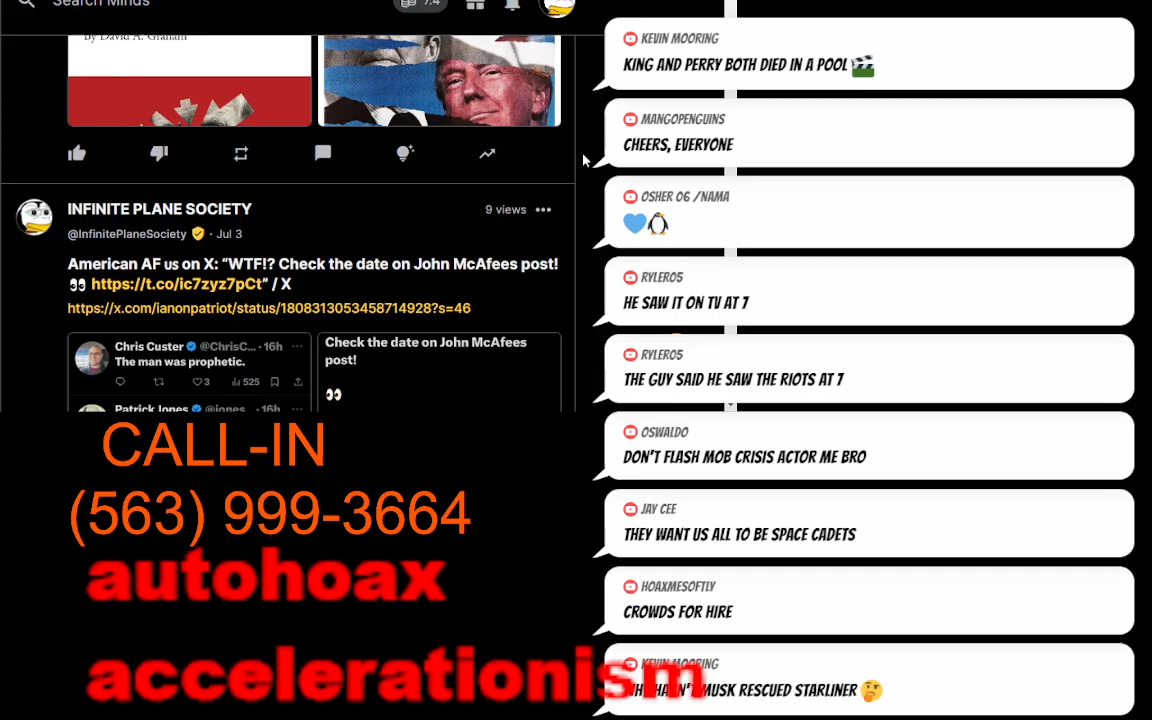 Search Minds
7.4
By David A. Graham
INFINITE PLANE SOCIETY
9 views
@InfinitePlaneSociety · Jul 3
American AF us on X: “WTF!? Check the date on John McAfees post!
👀 https://t.co/ic7zyz7pCt” / X
https://x.com/ianonpatriot/status/1808313053458714928?s=46
Chris Custer @ChrisC... · 16h
The man was prophetic.
3
525
Patrick Jones @jones · 16h
Check the date on John McAfees
post!
👀
CALL-IN
(563) 999-3664
autohoax
accelerationism
KEVIN MOORING
KING AND PERRY BOTH DIED IN A POOL 🎬
MANGOPENGUINS
CHEERS, EVERYONE
OSHER 06 /NAMA
💙🐧
RYLER05
HE SAW IT ON TV AT 7
RYLER05
THE GUY SAID HE SAW THE RIOTS AT 7
OSWALDO
DON'T FLASH MOB CRISIS ACTOR ME BRO
JAY CEE
THEY WANT US ALL TO BE SPACE CADETS
HOAXMESOFTLY
CROWDS FOR HIRE
KEVIN MOORING
MUSK RESCUED STARLINER 🤔